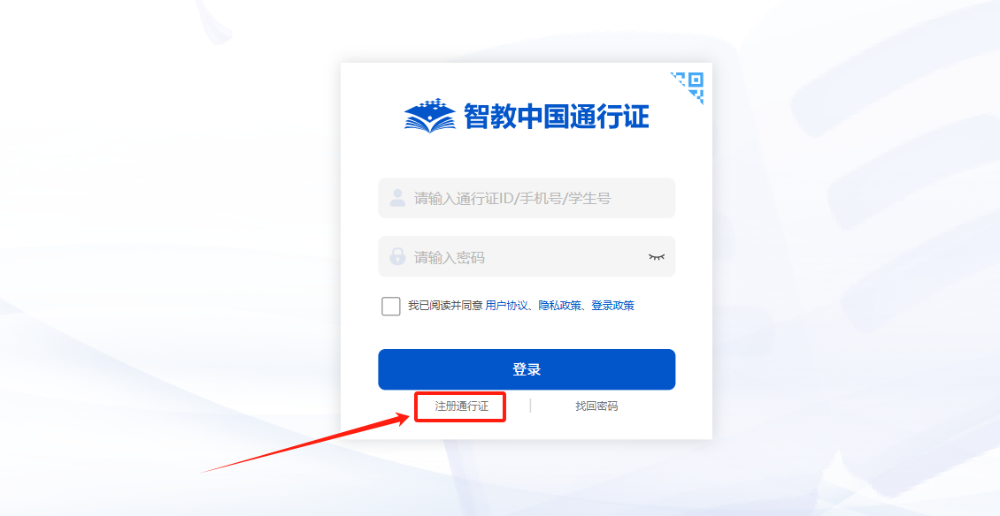 智教中国通行证
请输入通行证ID/手机号/学生号
请输入密码
我已阅读并同意 用户协议、隐私政策、登录政策
登录
注册通行证 | 找回密码